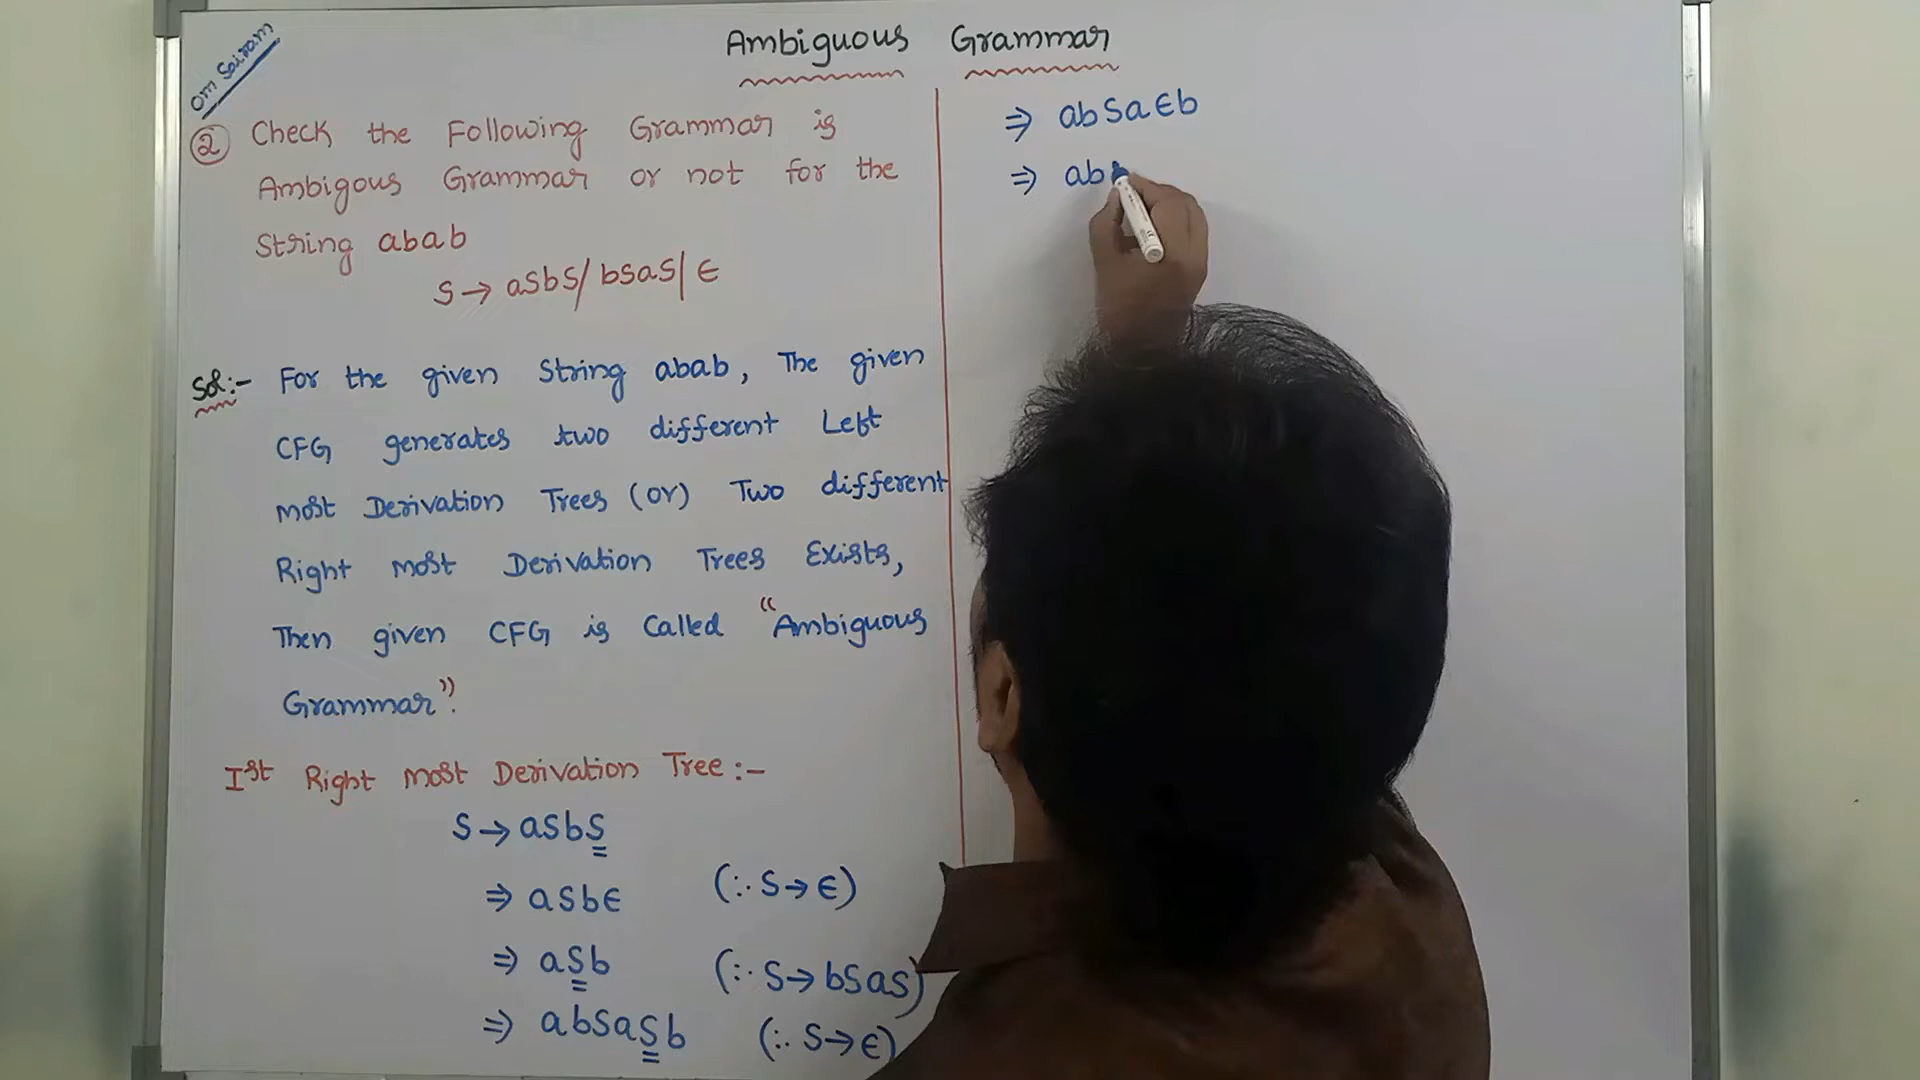 Om Sairam
Ambiguous Grammar
② Check the Following Grammar is
Ambigous Grammar or not for the
String abab
S → aSbS/ bSaS| ∈
Sol:- For the given String abab, The given
CFG generates two different Left
most Derivation Trees (or) Two different
Right most Derivation Trees Exists,
Then given CFG is Called "Ambiguous
Grammar".
Ist Right most Derivation Tree:-
S → aSbS
⇒ aSb∈ (∵ S → ∈)
⇒ aSb (∵ S → bSaS)
⇒ abSaSb (∵ S → ∈)
⇒ abSa∈b
⇒ ab